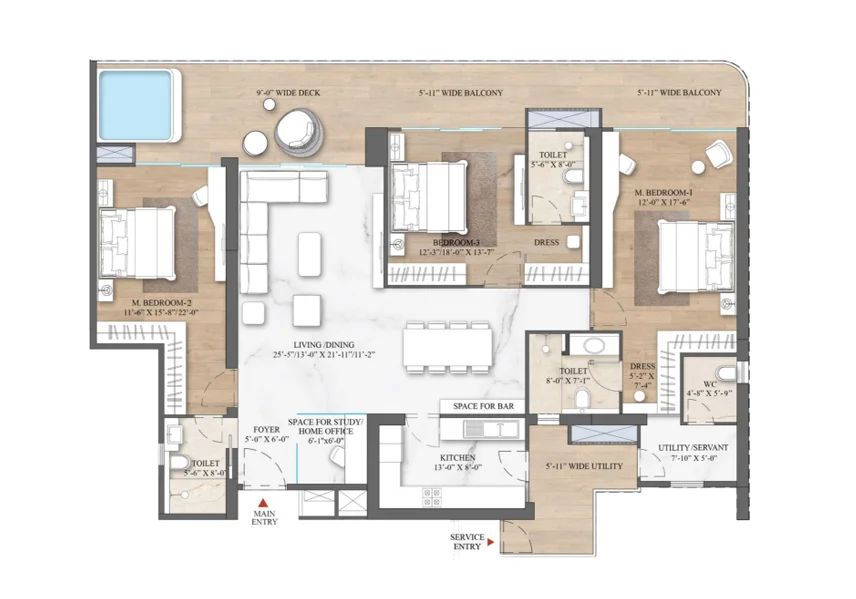 9'-0" WIDE DECK
5'-11" WIDE BALCONY
5'-11" WIDE BALCONY
TOILET
5'-6" X 8'-0"
M. BEDROOM-1
12'-0" X 17'-6"
BEDROOM-3
12'-3"/18'-0" X 13'-7"
DRESS
M. BEDROOM-2
11'-6" X 15'-8"/22'-0"
LIVING /DINING
25'-5"/13'-0" X 21'-11"/11'-2"
TOILET
8'-0" X 7'-1"
DRESS
5'-2" X
7'-4"
WC
4'-8" X 5'-9"
SPACE FOR BAR
FOYER
5'-0" X 6'-0"
SPACE FOR STUDY/
HOME OFFICE
6'-1"x6'-0"
KITCHEN
13'-0" X 8'-0"
5'-11" WIDE UTILITY
UTILITY/SERVANT
7'-10" X 5'-0"
TOILET
5'-6" X 8'-0"
MAIN
ENTRY
SERVICE
ENTRY